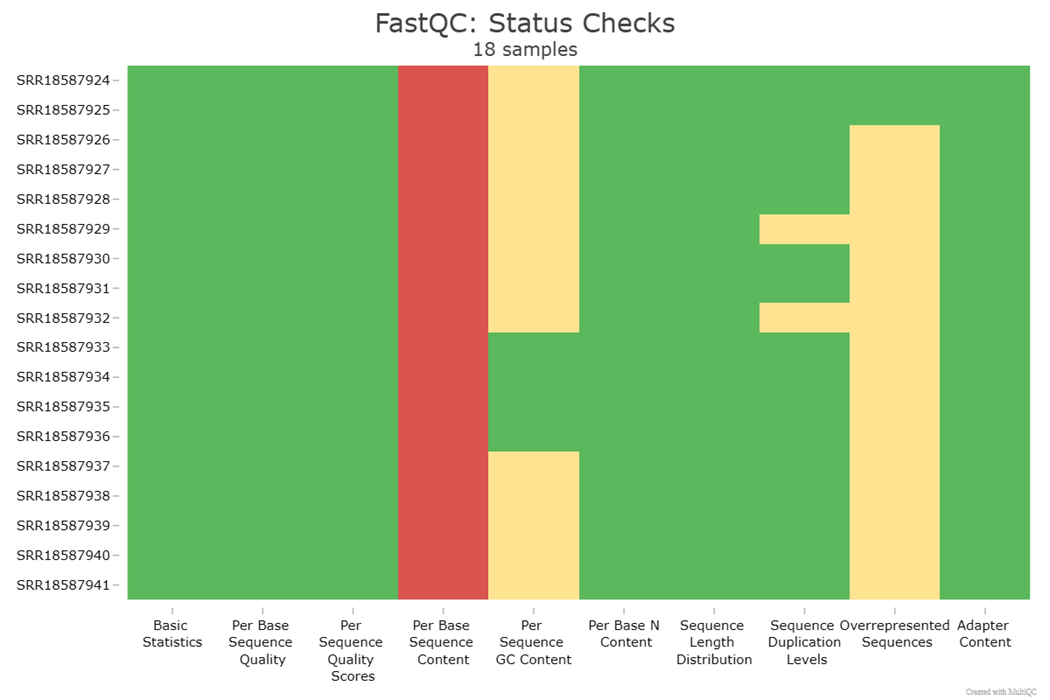 FastQC: Status Checks
18 samples
SRR18587924
SRR18587925
SRR18587926
SRR18587927
SRR18587928
SRR18587929
SRR18587930
SRR18587931
SRR18587932
SRR18587933
SRR18587934
SRR18587935
SRR18587936
SRR18587937
SRR18587938
SRR18587939
SRR18587940
SRR18587941
Basic
Statistics
Per Base
Sequence
Quality
Per
Sequence
Quality
Scores
Per Base
Sequence
Content
Per
Sequence
GC Content
Per Base N
Content
Sequence
Length
Distribution
Sequence
Duplication
Levels
Overrepresented
Sequences
Adapter
Content
Created with MultiQC